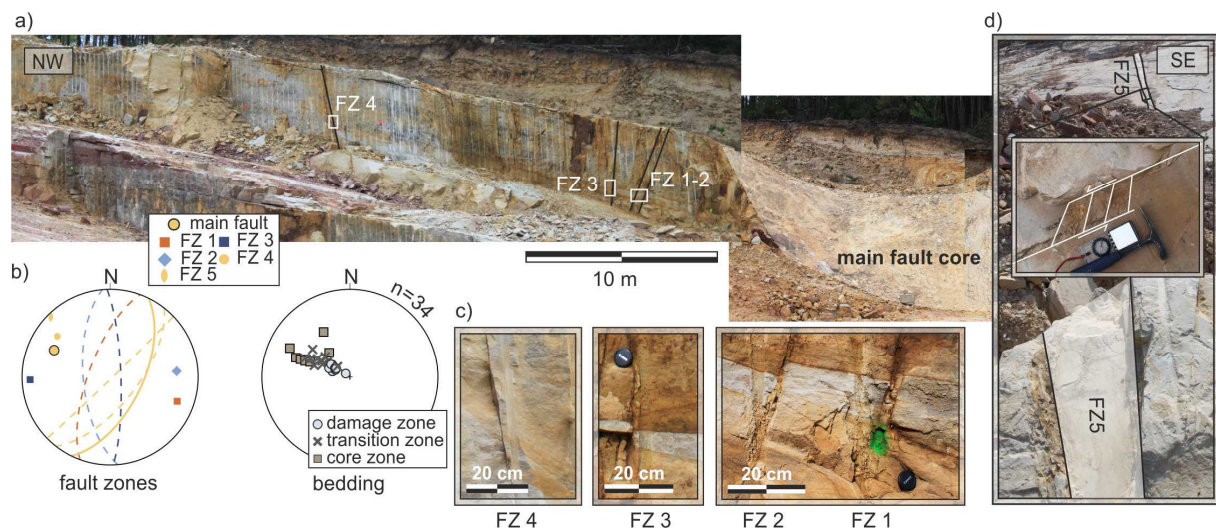 a)
NW
FZ 4
FZ 3
FZ 1-2
main fault core
10 m
main fault
FZ 1
FZ 3
FZ 2
FZ 4
FZ 5
b)
N
fault zones
N
n=34
damage zone
transition zone
core zone
bedding
c)
20 cm
20 cm
20 cm
FZ 4
FZ 3
FZ 2
FZ 1
d)
SE
FZ5
FZ5